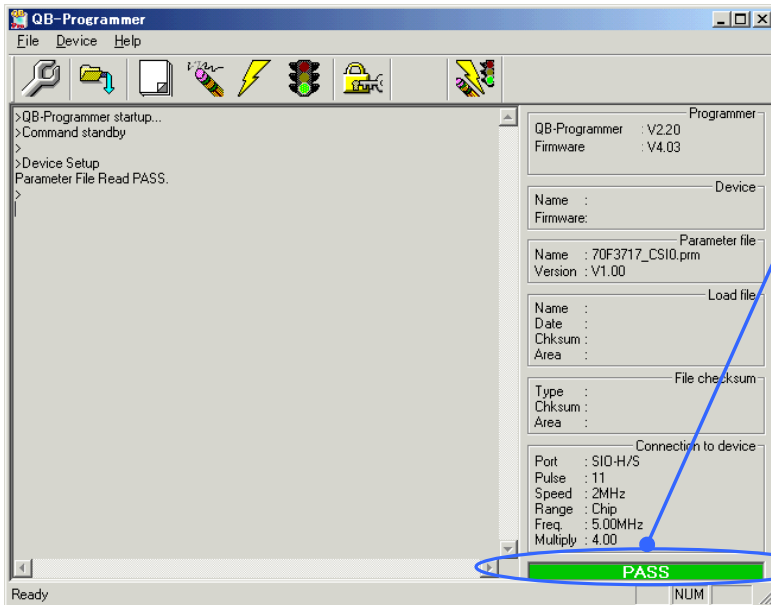 QB-Programmer
File Device Help
>QB-Programmer startup...
>Command standby
>
>Device Setup
Parameter File Read PASS.
>
Programmer
QB-Programmer : V2.20
Firmware : V4.03
Device
Name :
Firmware:
Parameter file
Name : 70F3717_CSI0.prm
Version : V1.00
Load file
Name :
Date :
Chksum :
Area :
File checksum
Type :
Chksum :
Area :
Connection to device
Port : SIO-H/S
Pulse : 11
Speed : 2MHz
Range : Chip
Freq. : 5.00MHz
Multiply : 4.00
PASS
Ready NUM